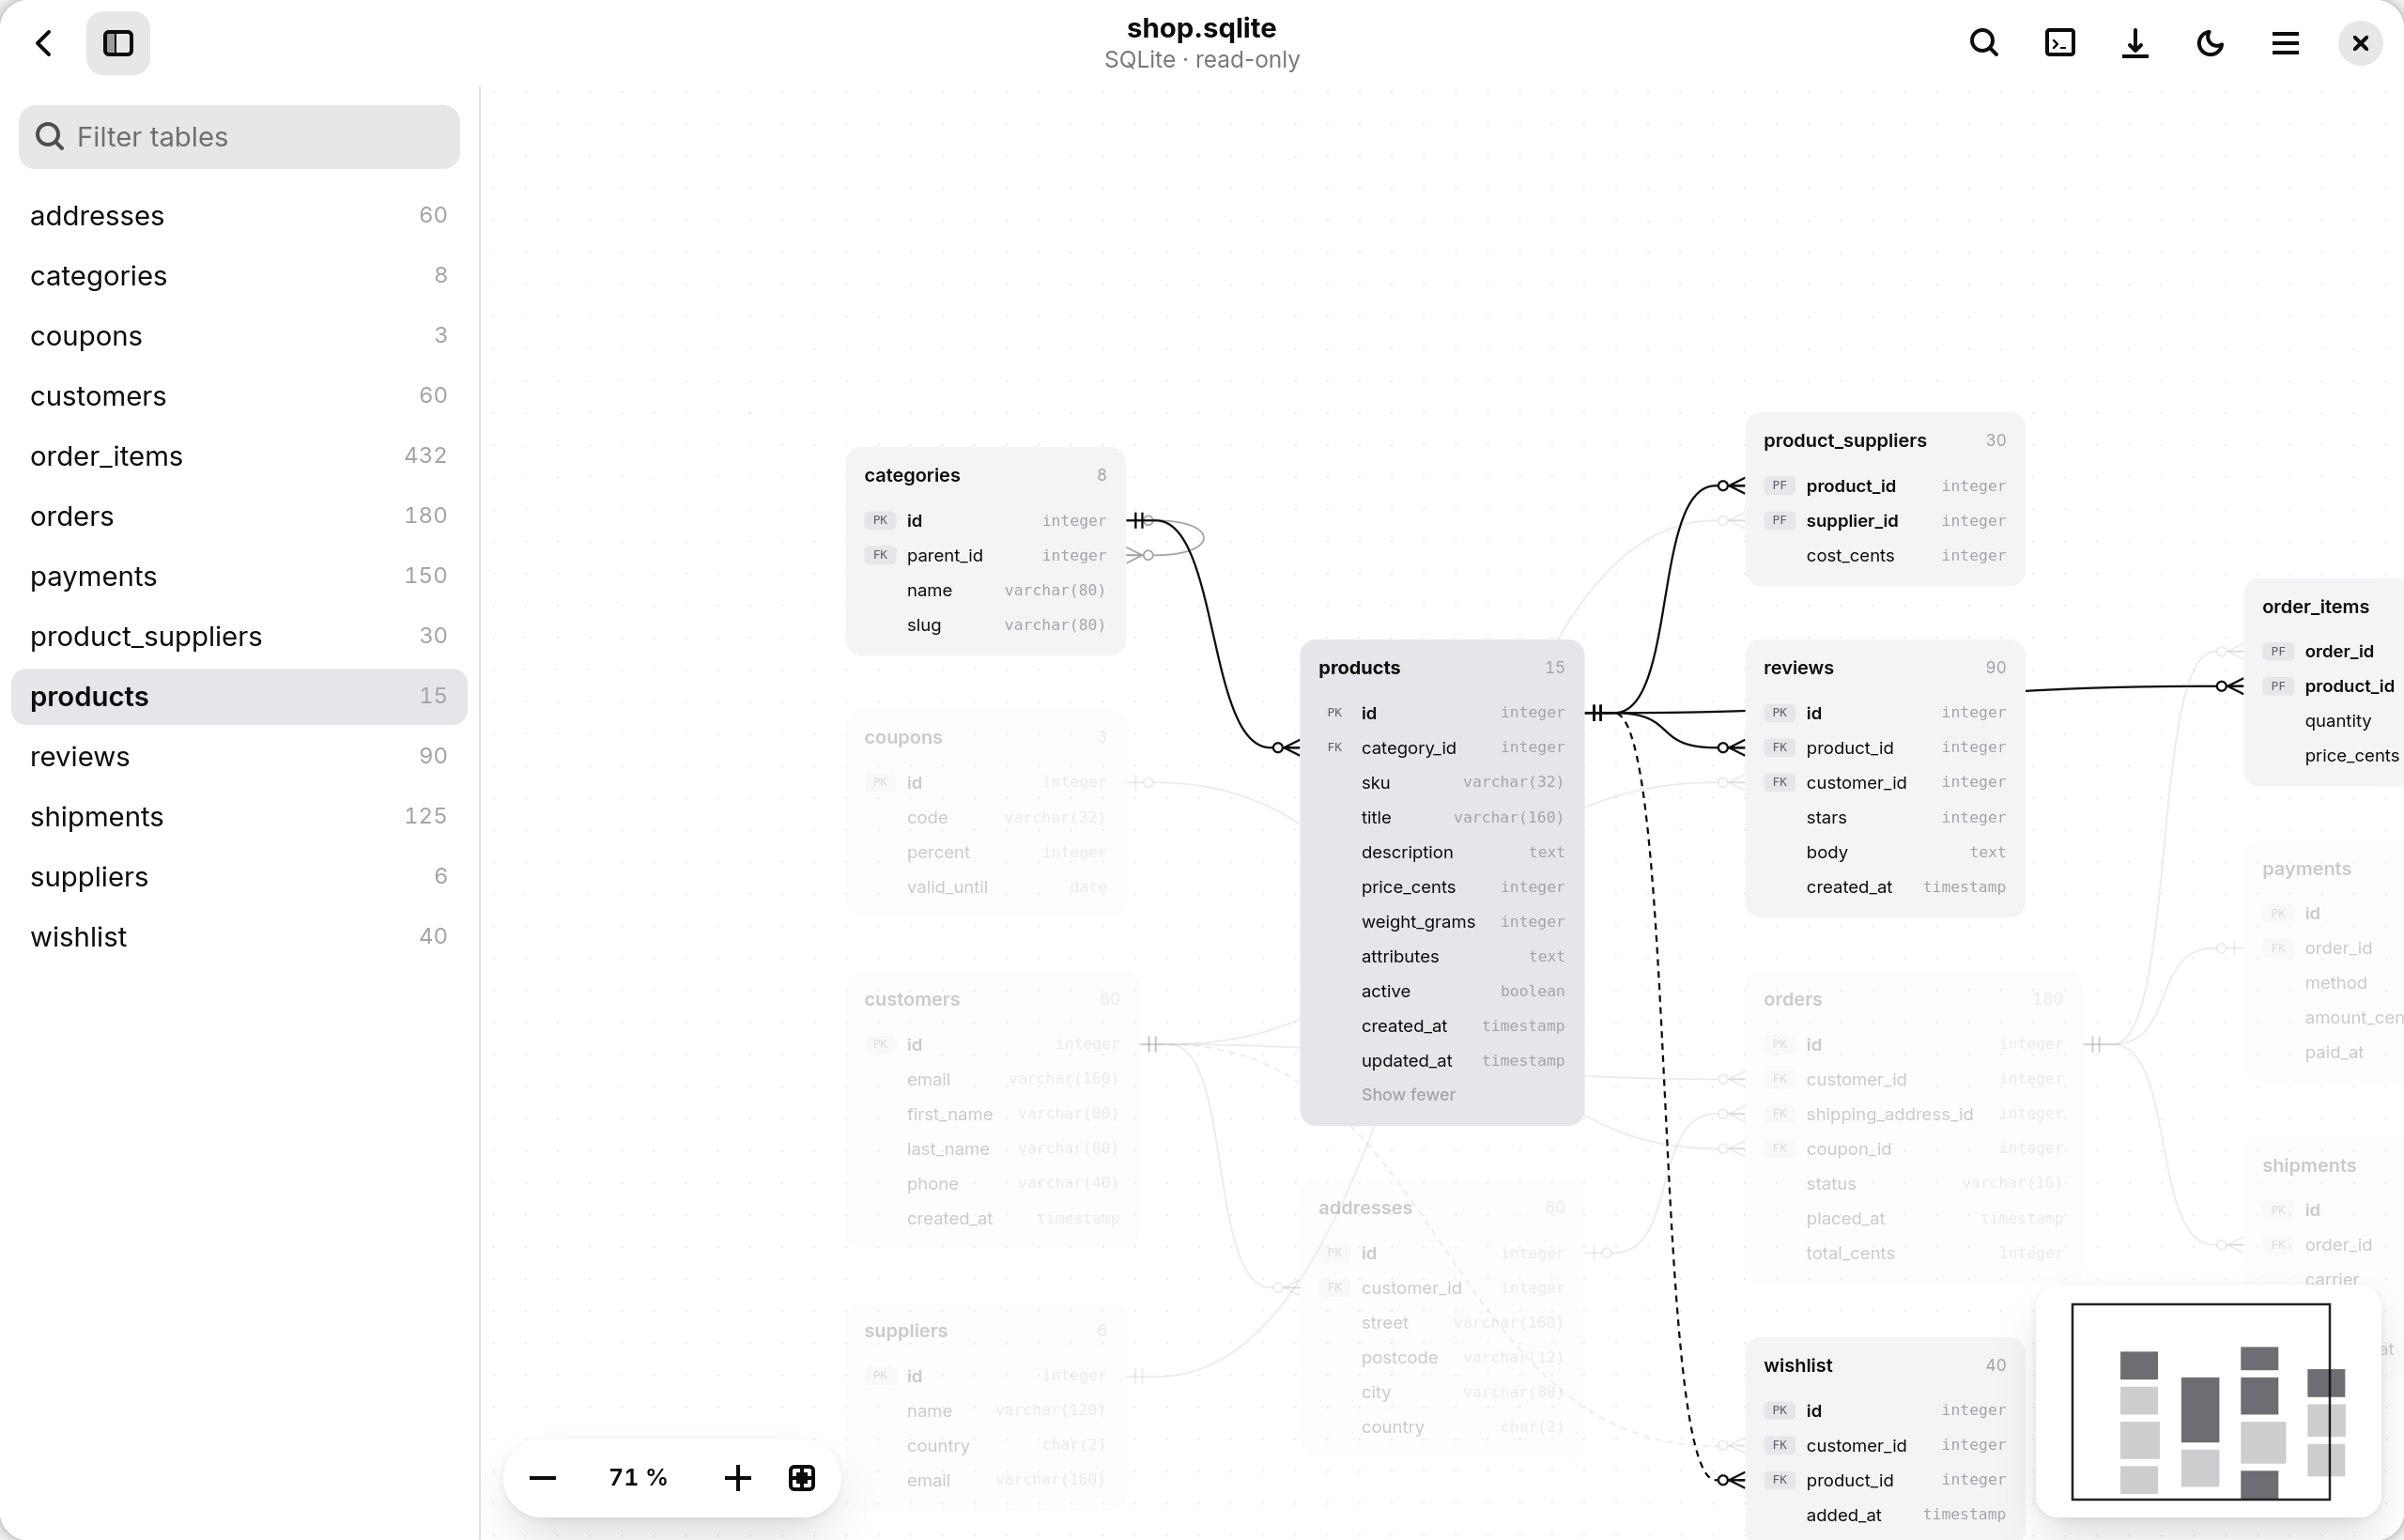 shop.sqlite
SQLite · read-only
Filter tables
addresses 60
categories 8
coupons 3
customers 60
order_items 432
orders 180
payments 150
product_suppliers 30
products 15
reviews 90
shipments 125
suppliers 6
wishlist 40
categories 8
PK id integer
FK parent_id integer
name varchar(80)
slug varchar(80)
coupons 3
PK id integer
code varchar(32)
percent integer
valid_until date
customers 60
PK id integer
email varchar(160)
first_name varchar(80)
last_name varchar(80)
phone varchar(40)
created_at timestamp
suppliers 6
PK id integer
name varchar(120)
country char(2)
email varchar(160)
products 15
PK id integer
FK category_id integer
sku varchar(32)
title varchar(160)
description text
price_cents integer
weight_grams integer
attributes text
active boolean
created_at timestamp
updated_at timestamp
Show fewer
addresses 60
PK id integer
FK customer_id integer
street varchar(160)
postcode varchar(12)
city varchar(80)
country char(2)
product_suppliers 30
PF product_id integer
PF supplier_id integer
cost_cents integer
reviews 90
PK id integer
FK product_id integer
FK customer_id integer
stars integer
body text
created_at timestamp
orders 180
PK id integer
FK customer_id integer
FK shipping_address_id integer
FK coupon_id integer
status varchar(16)
placed_at timestamp
total_cents integer
wishlist 40
PK id integer
FK customer_id integer
FK product_id integer
added_at timestamp
order_items
PF order_id
PF product_id
quantity
price_cents
payments
PK id
FK order_id
method
amount_cen
paid_at
shipments
PK id
FK order_id
carrier
at
71 %